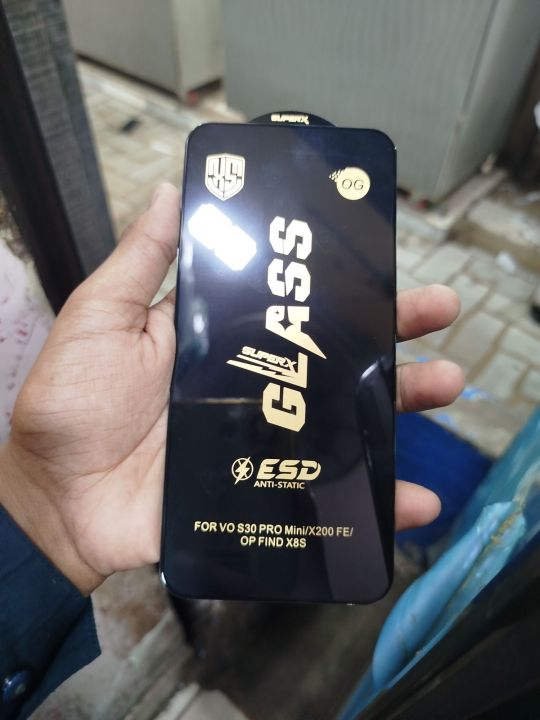 SUPERX
OG
GLASS
SUPERX
ESD
ANTI-STATIC
FOR VO S30 PRO Mini/X200 FE/
OP FIND X8S